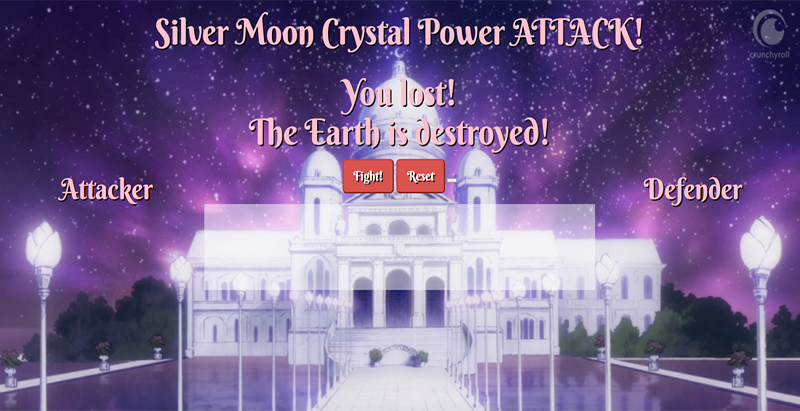 Silver Moon Crystal Power ATTACK!
crunchyroll
You lost!
The Earth is destroyed!
Fight! Reset
Attacker Defender